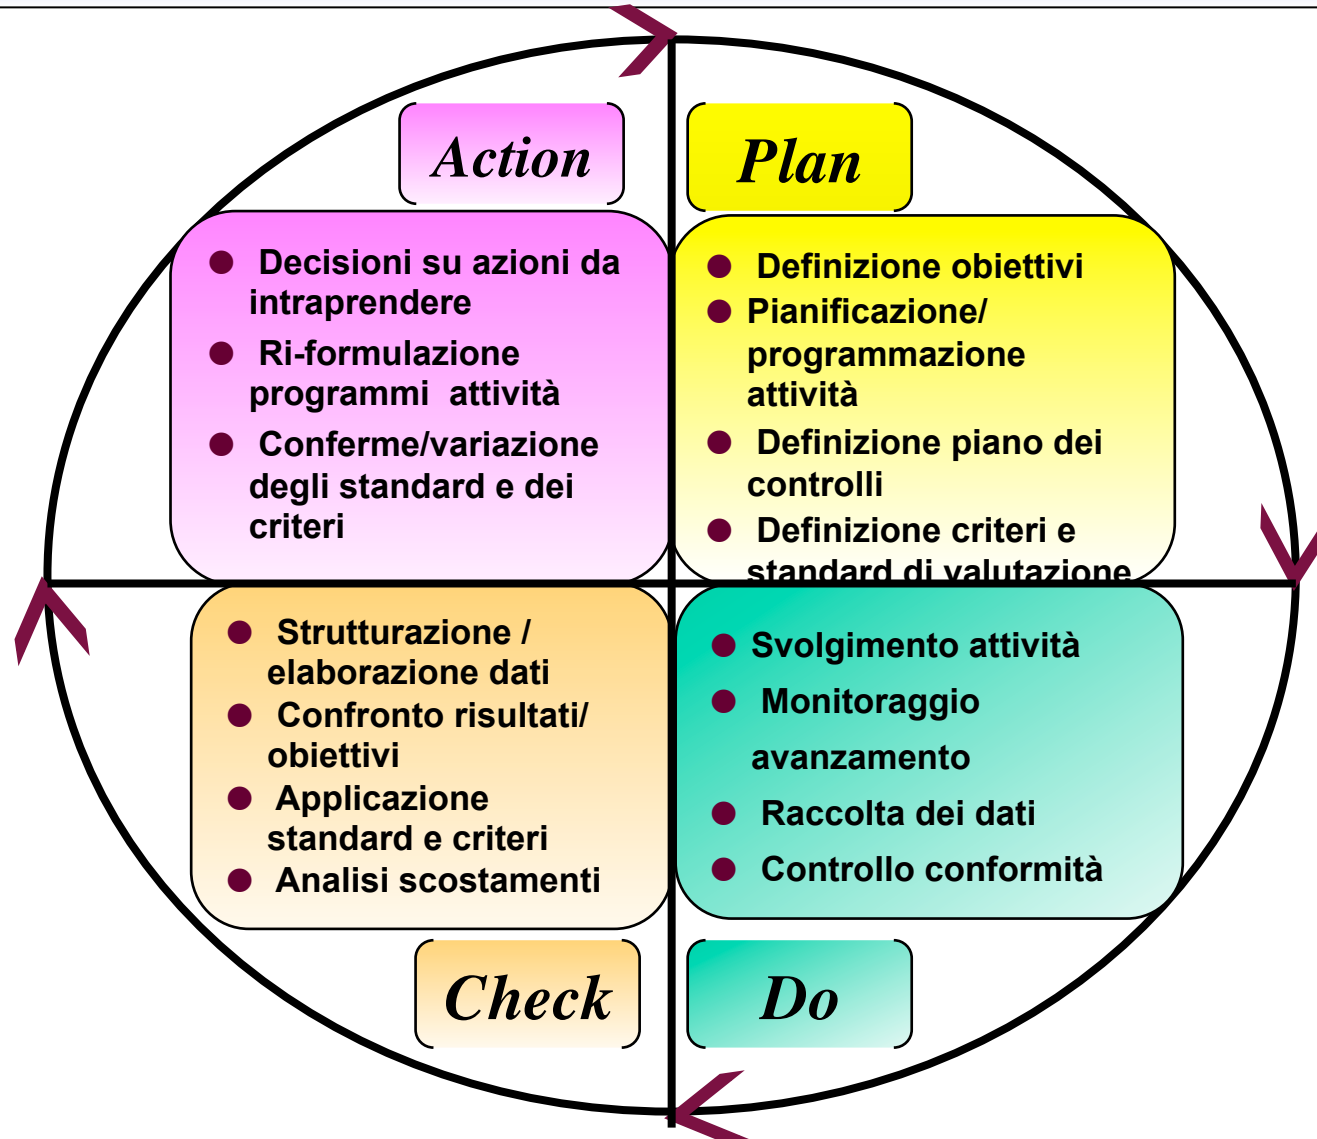 Action
● Decisioni su azioni da
intraprendere
● Ri-formulazione
programmi attività
● Conferme/variazione
degli standard e dei
criteri
Plan
● Definizione obiettivi
● Pianificazione/
programmazione
attività
● Definizione piano dei
controlli
● Definizione criteri e
standard di valutazione
● Strutturazione /
elaborazione dati
● Confronto risultati/
obiettivi
● Applicazione
standard e criteri
● Analisi scostamenti
Check
● Svolgimento attività
● Monitoraggio
avanzamento
● Raccolta dei dati
● Controllo conformità
Do